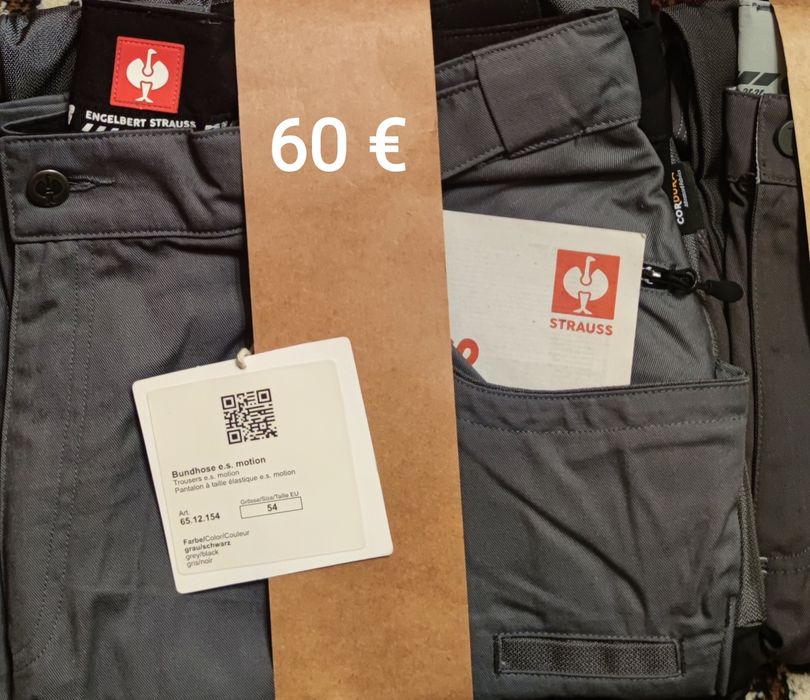 ENGELBERT STRAUSS
60 €
CORDURA
STRAUSS
Bundhose e.s. motion
Trousers e.s. motion
Pantalon à taille élastique e.s. motion
Art.
65.12.154
Grösse/Size/Taille EU
54
Farbe/Color/Couleur
grau/schwarz
grey/black
gris/noir